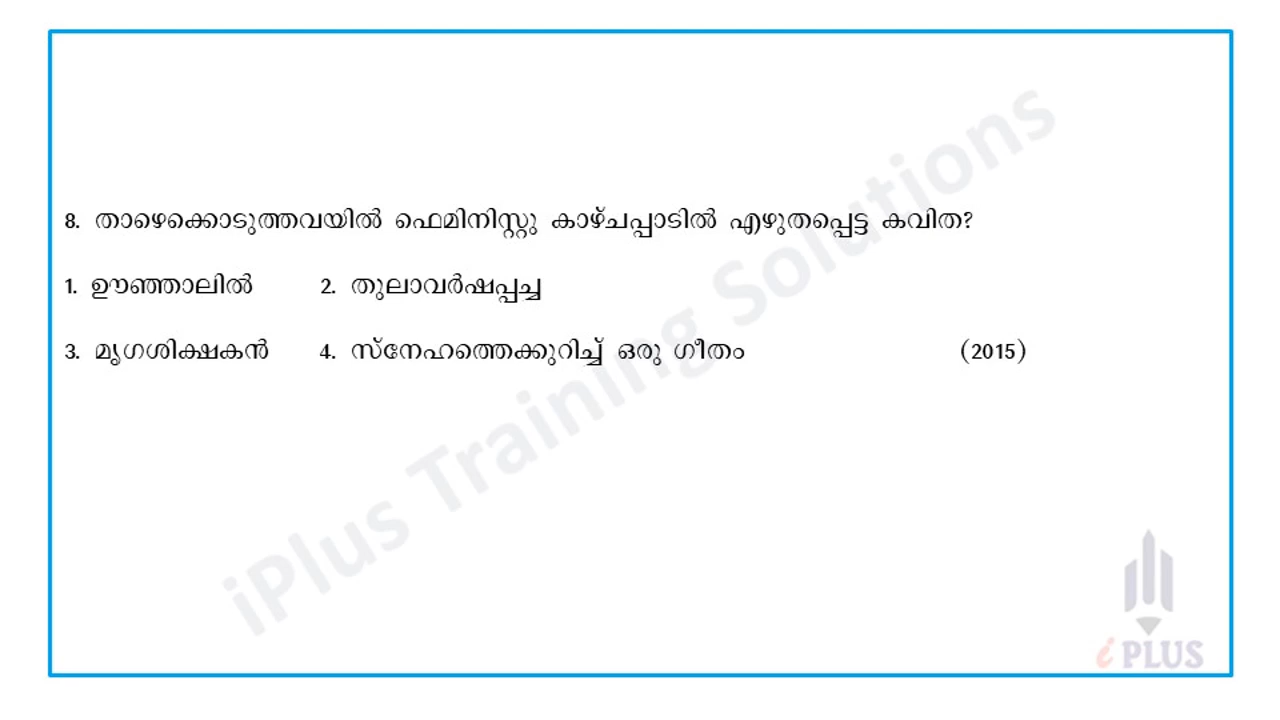 8. താഴെക്കൊടുത്തവയിൽ ഫെമിനിസ്റ്റു കാഴ്ചപ്പാടിൽ എഴുതപ്പെട്ട കവിത?
1. ഊഞ്ഞാലിൽ 2. തുലാവർഷപ്പച്ച
3. മൃഗശിക്ഷകൻ 4. സ്നേഹത്തെക്കുറിച്ച് ഒരു ഗീതം (2015)
iPlus Training Solutions
i PLUS